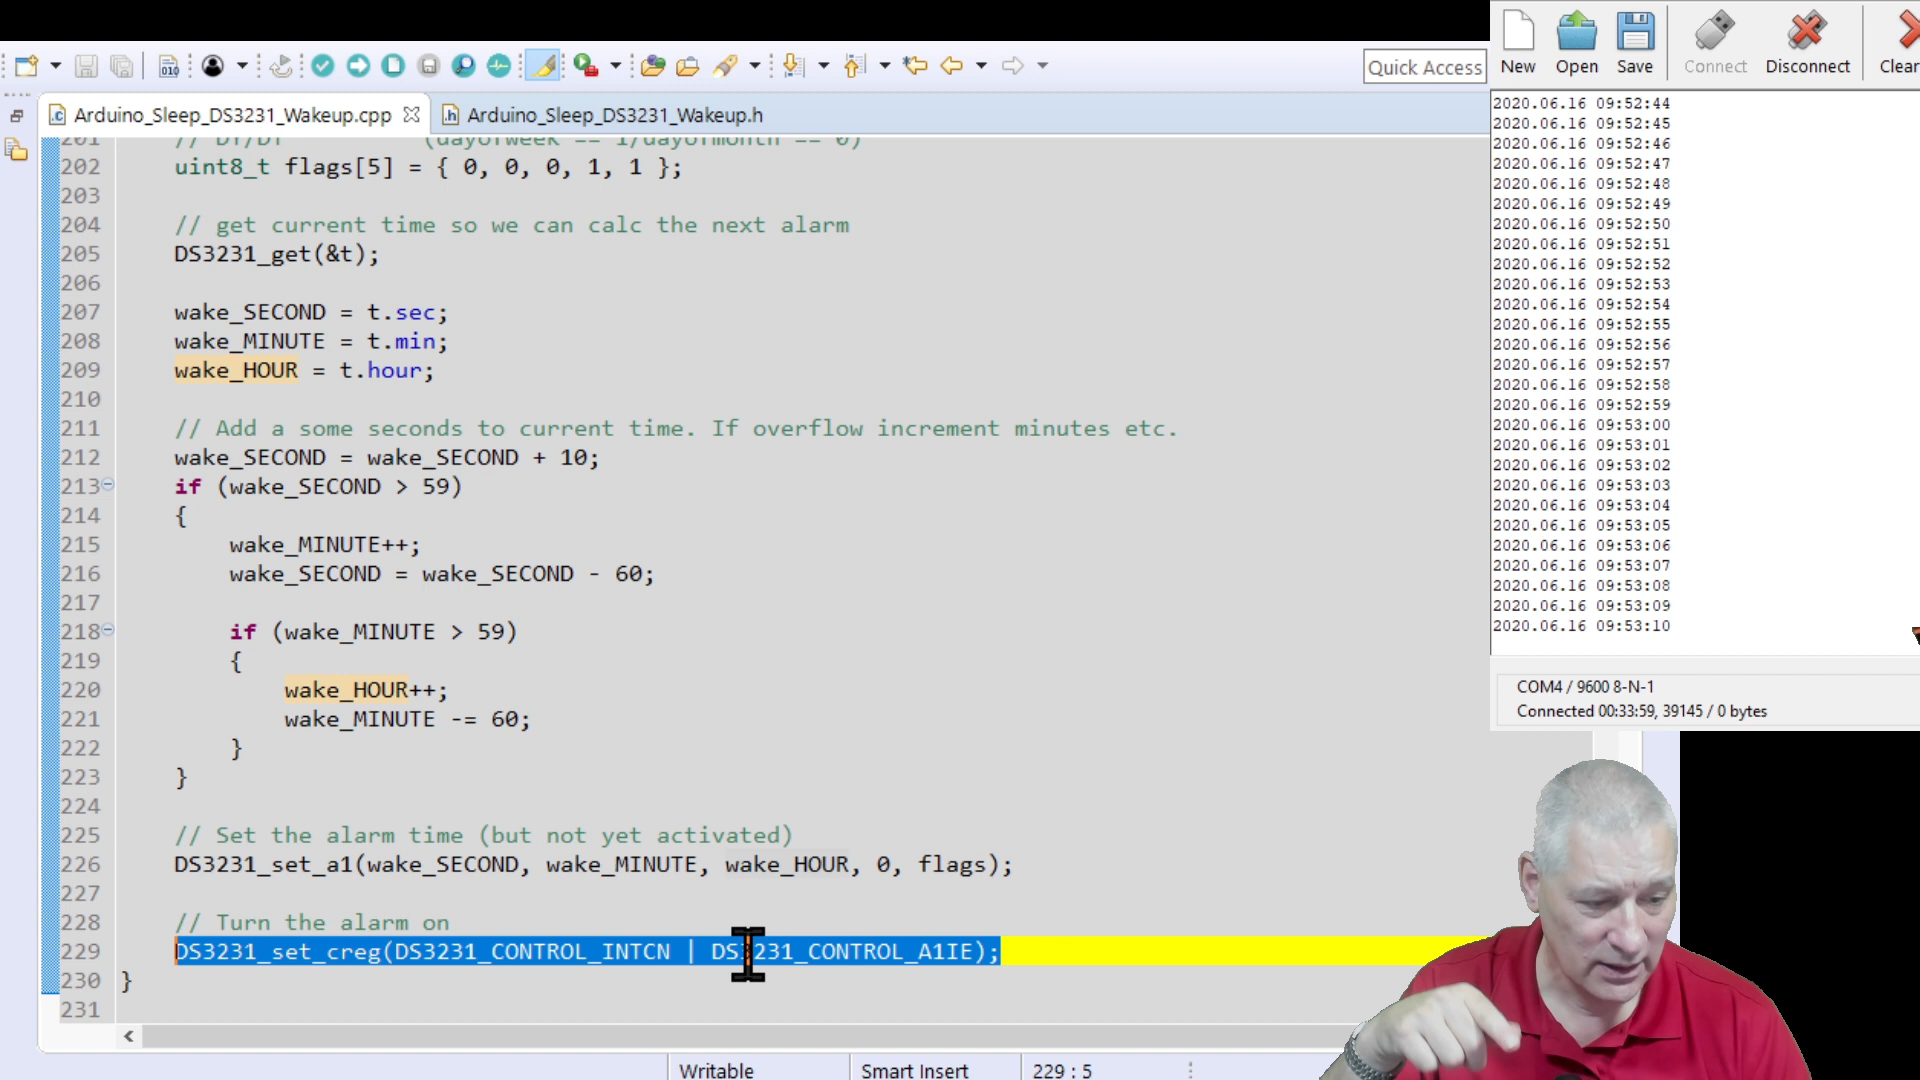 New Open Save Connect Disconnect Clear
Quick Access
Arduino_Sleep_DS3231_Wakeup.cpp
Arduino_Sleep_DS3231_Wakeup.h
201 // DY/DT (dayofweek == 1/dayofmonth == 0)
202 uint8_t flags[5] = { 0, 0, 0, 1, 1 };
203
204 // get current time so we can calc the next alarm
205 DS3231_get(&t);
206
207 wake_SECOND = t.sec;
208 wake_MINUTE = t.min;
209 wake_HOUR = t.hour;
210
211 // Add a some seconds to current time. If overflow increment minutes etc.
212 wake_SECOND = wake_SECOND + 10;
213 if (wake_SECOND > 59)
214 {
215 wake_MINUTE++;
216 wake_SECOND = wake_SECOND - 60;
217
218 if (wake_MINUTE > 59)
219 {
220 wake_HOUR++;
221 wake_MINUTE -= 60;
222 }
223 }
224
225 // Set the alarm time (but not yet activated)
226 DS3231_set_a1(wake_SECOND, wake_MINUTE, wake_HOUR, 0, flags);
227
228 // Turn the alarm on
229 DS3231_set_creg(DS3231_CONTROL_INTCN | DS3231_CONTROL_A1IE);
230 }
231
Writable
Smart Insert
229 : 5
2020.06.16 09:52:44
2020.06.16 09:52:45
2020.06.16 09:52:46
2020.06.16 09:52:47
2020.06.16 09:52:48
2020.06.16 09:52:49
2020.06.16 09:52:50
2020.06.16 09:52:51
2020.06.16 09:52:52
2020.06.16 09:52:53
2020.06.16 09:52:54
2020.06.16 09:52:55
2020.06.16 09:52:56
2020.06.16 09:52:57
2020.06.16 09:52:58
2020.06.16 09:52:59
2020.06.16 09:53:00
2020.06.16 09:53:01
2020.06.16 09:53:02
2020.06.16 09:53:03
2020.06.16 09:53:04
2020.06.16 09:53:05
2020.06.16 09:53:06
2020.06.16 09:53:07
2020.06.16 09:53:08
2020.06.16 09:53:09
2020.06.16 09:53:10
COM4 / 9600 8-N-1
Connected 00:33:59, 39145 / 0 bytes